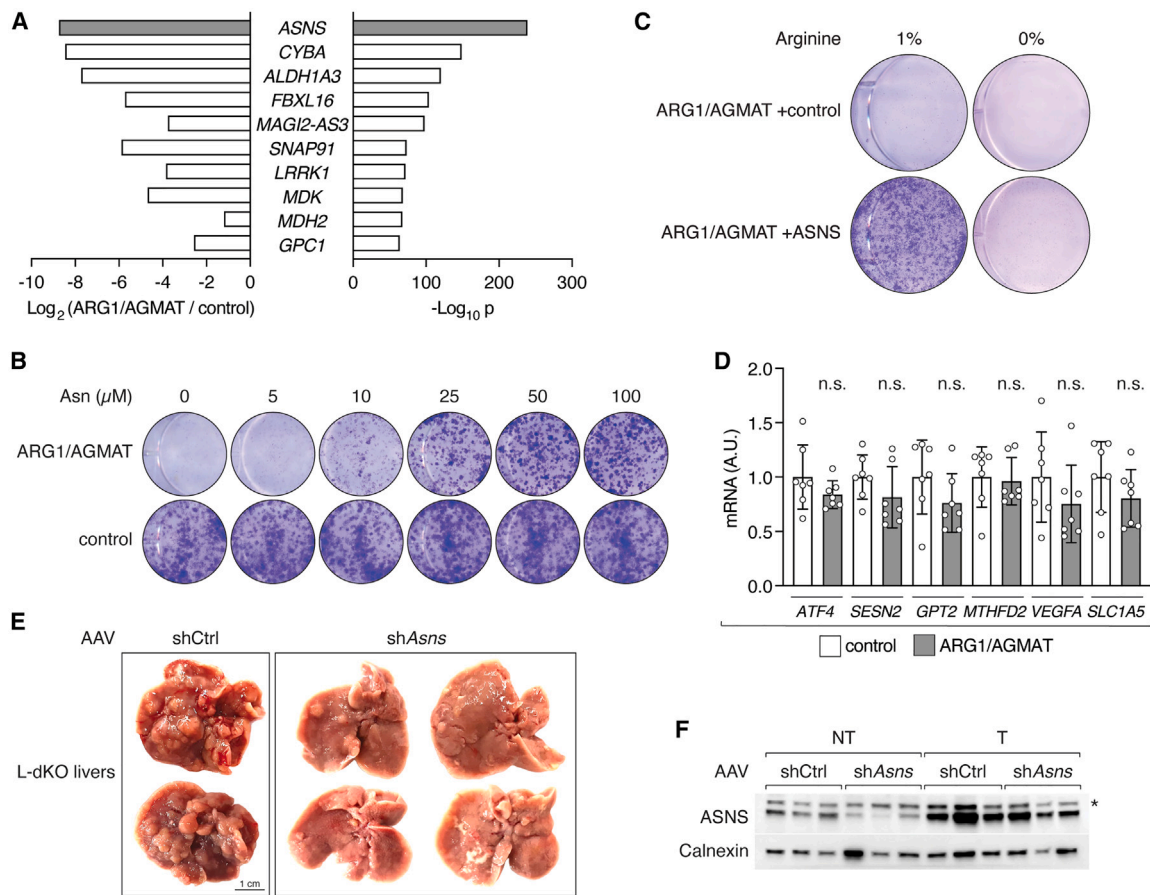 A
ASNS
CYBA
ALDH1A3
FBXL16
MAGI2-AS3
SNAP91
LRRK1
MDK
MDH2
GPC1
-10 -8 -6 -4 -2 0
0 100 200 300
Log2 (ARG1/AGMAT / control)
-Log10 p
B
Asn (µM) 0 5 10 25 50 100
ARG1/AGMAT
control
C
Arginine 1% 0%
ARG1/AGMAT +control
ARG1/AGMAT +ASNS
D
mRNA (A.U.)
2.0
1.5
1.0
0.5
0.0
n.s. n.s. n.s. n.s. n.s. n.s.
ATF4 SESN2 GPT2 MTHFD2 VEGFA SLC1A5
control ARG1/AGMAT
E
AAV shCtrl shAsns
L-dKO livers
1 cm
F
NT T
AAV shCtrl shAsns shCtrl shAsns
*
ASNS
Calnexin